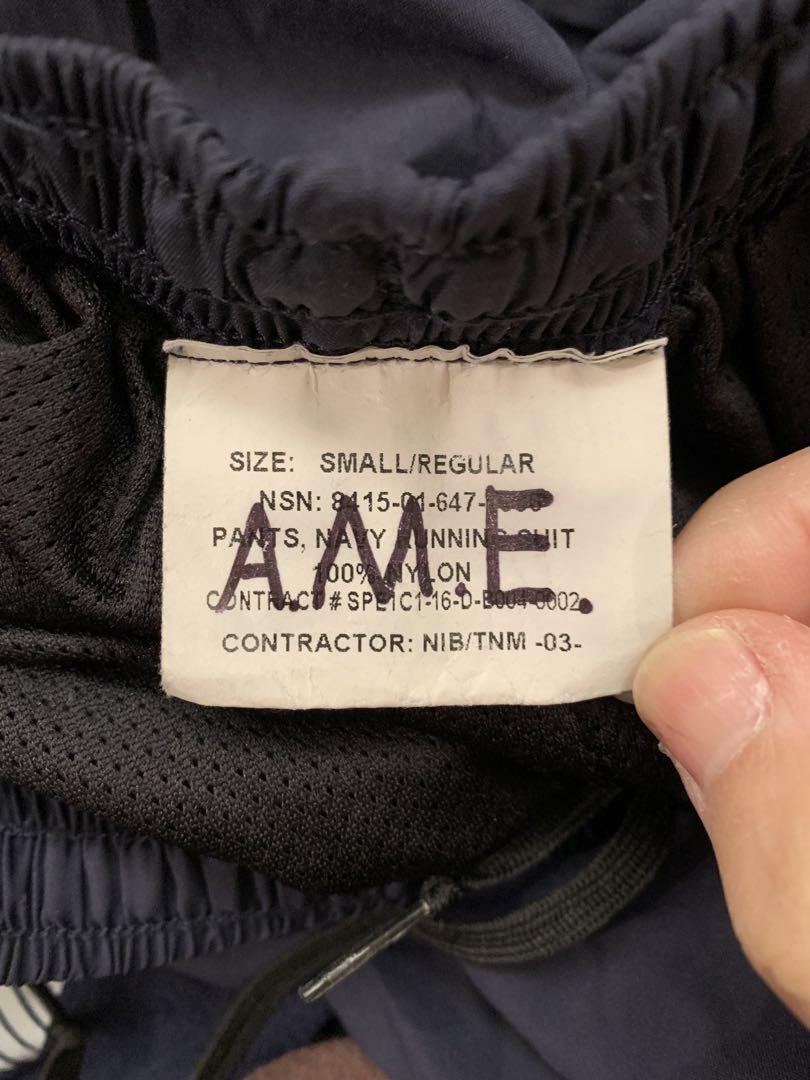 SIZE: SMALL/REGULAR
NSN: 8415-01-647-
PANTS, NAVY RUNNING SUIT
100% NYLON
CONTRACT # SPE1C1-16-D-B004-0002
CONTRACTOR: NIB/TNM -03-
A.M.E.